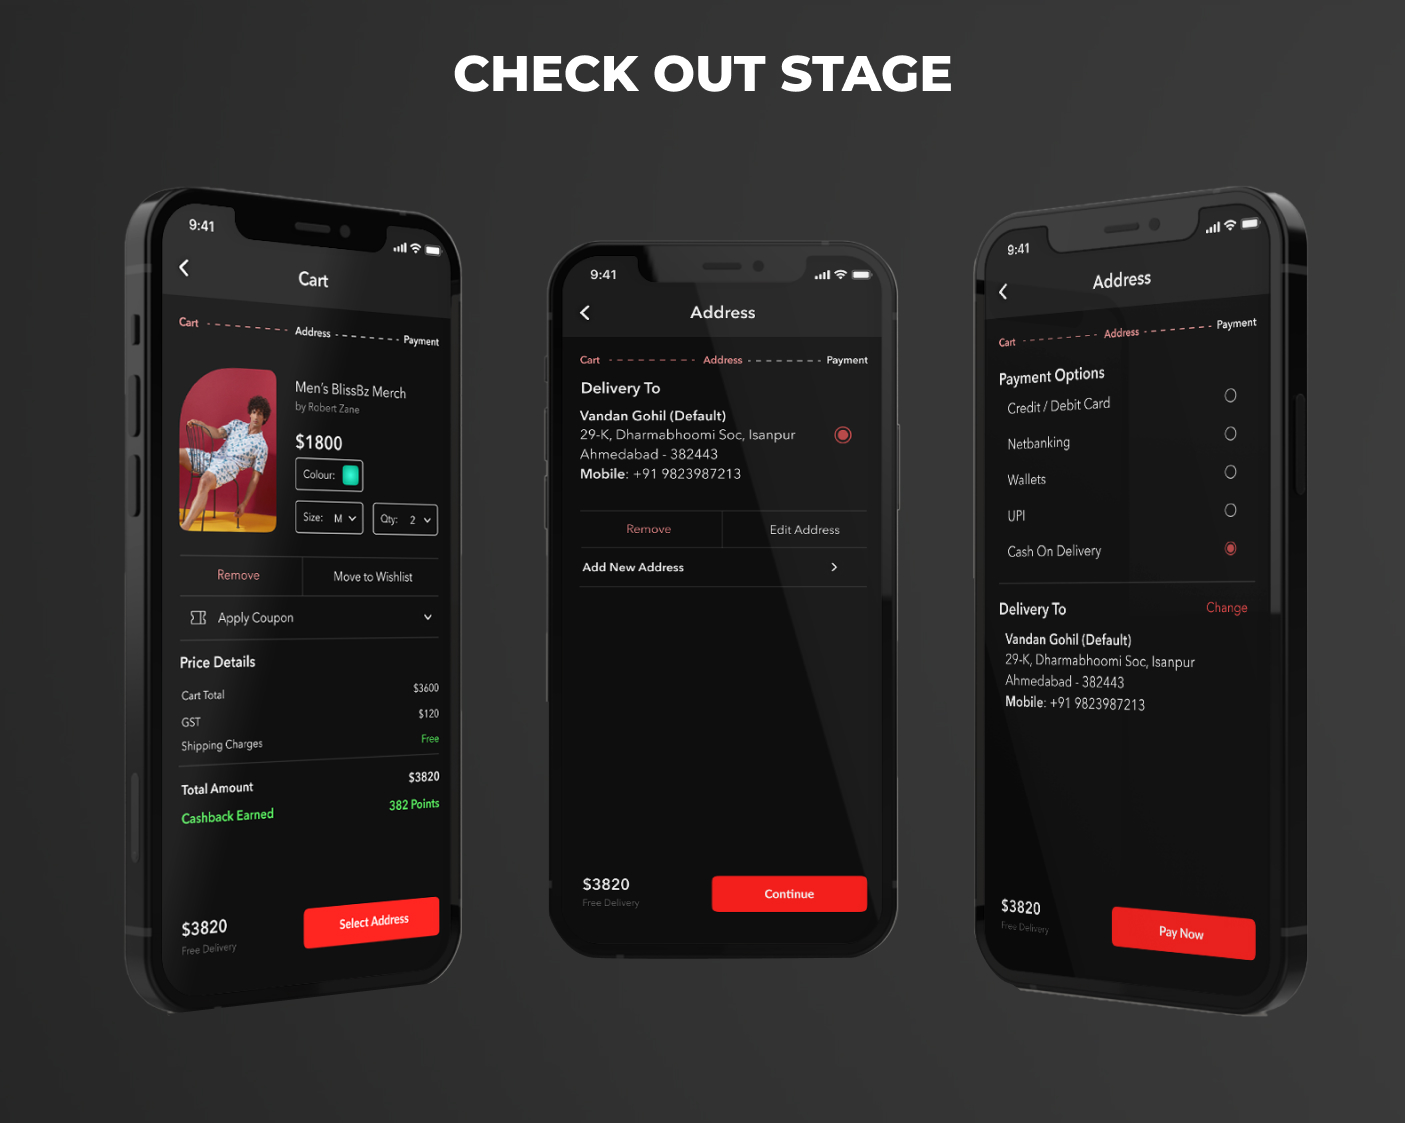 CHECK OUT STAGE
9:41
Cart
Cart Address Payment
Men's BlissBz Merch
by Robert Zane
$1800
Colour:
Size: M Qty: 2
Remove Move to Wishlist
Apply Coupon
Price Details
Cart Total $3600
GST $120
Shipping Charges Free
Total Amount $3820
Cashback Earned 382 Points
$3820
Free Delivery
Select Address
9:41
Address
Cart Address Payment
Delivery To
Vandan Gohil (Default)
29-K, Dharmabhoomi Soc, Isanpur
Ahmedabad - 382443
Mobile: +91 9823987213
Remove Edit Address
Add New Address
$3820
Free Delivery
Continue
9:41
Address
Cart Address Payment
Payment Options
Credit / Debit Card
Netbanking
Wallets
UPI
Cash On Delivery
Delivery To Change
Vandan Gohil (Default)
29-K, Dharmabhoomi Soc, Isanpur
Ahmedabad - 382443
Mobile: +91 9823987213
$3820
Free Delivery
Pay Now